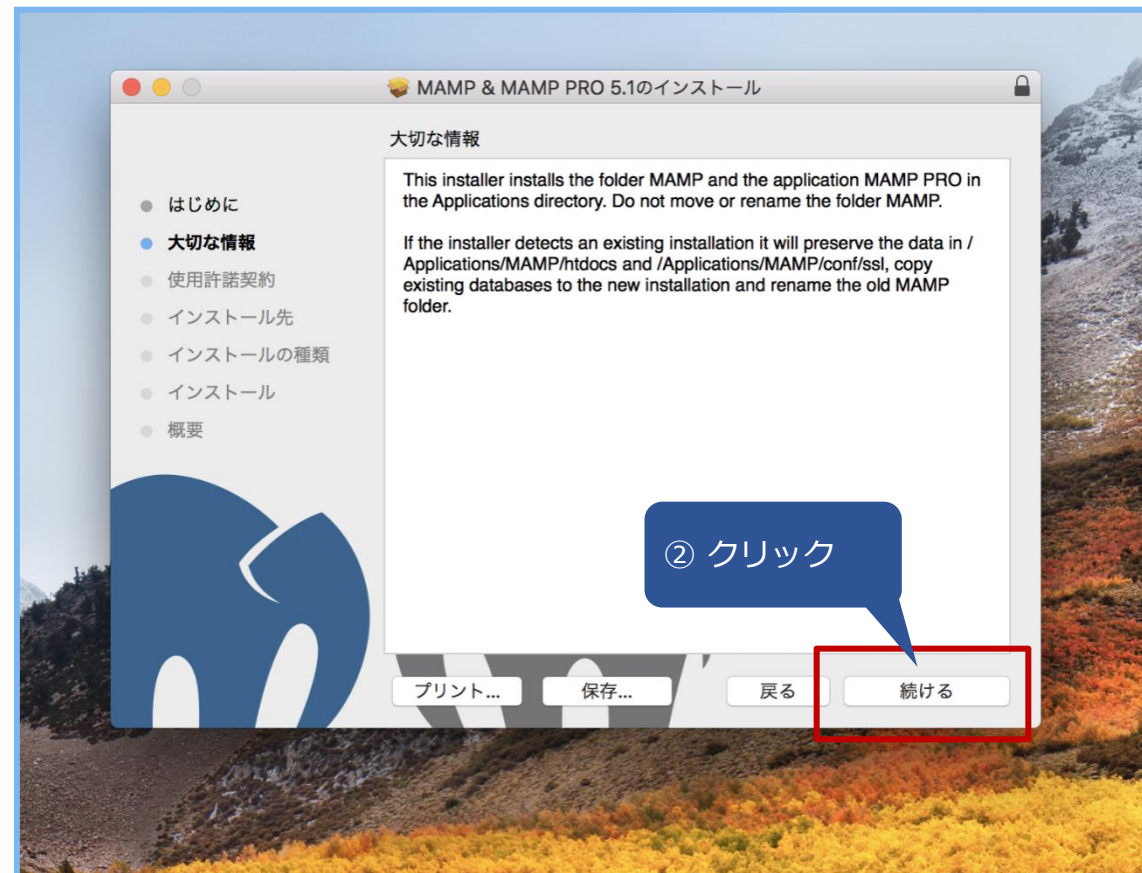 MAMP & MAMP PRO 5.1のインストール
大切な情報
はじめに
大切な情報
使用許諾契約
インストール先
インストールの種類
インストール
概要
This installer installs the folder MAMP and the application MAMP PRO in
the Applications directory. Do not move or rename the folder MAMP.
If the installer detects an existing installation it will preserve the data in /
Applications/MAMP/htdocs and /Applications/MAMP/conf/ssl, copy
existing databases to the new installation and rename the old MAMP
folder.
② クリック
プリント... 保存... 戻る 続ける